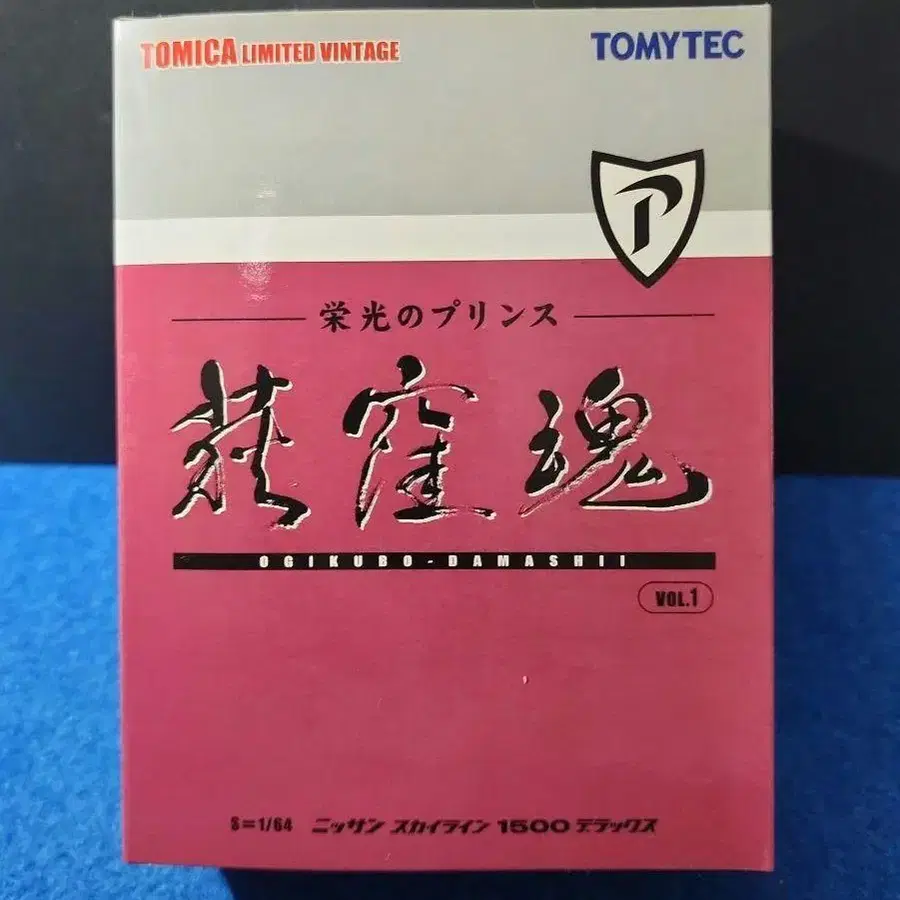 TOMICA LIMITED VINTAGE
TOMYTEC
P
栄光のプリンス
荻窪魂
OGIKUBO-DAMASHII
VOL.1
S=1/64 ニッサン スカイライン 1500 デラックス